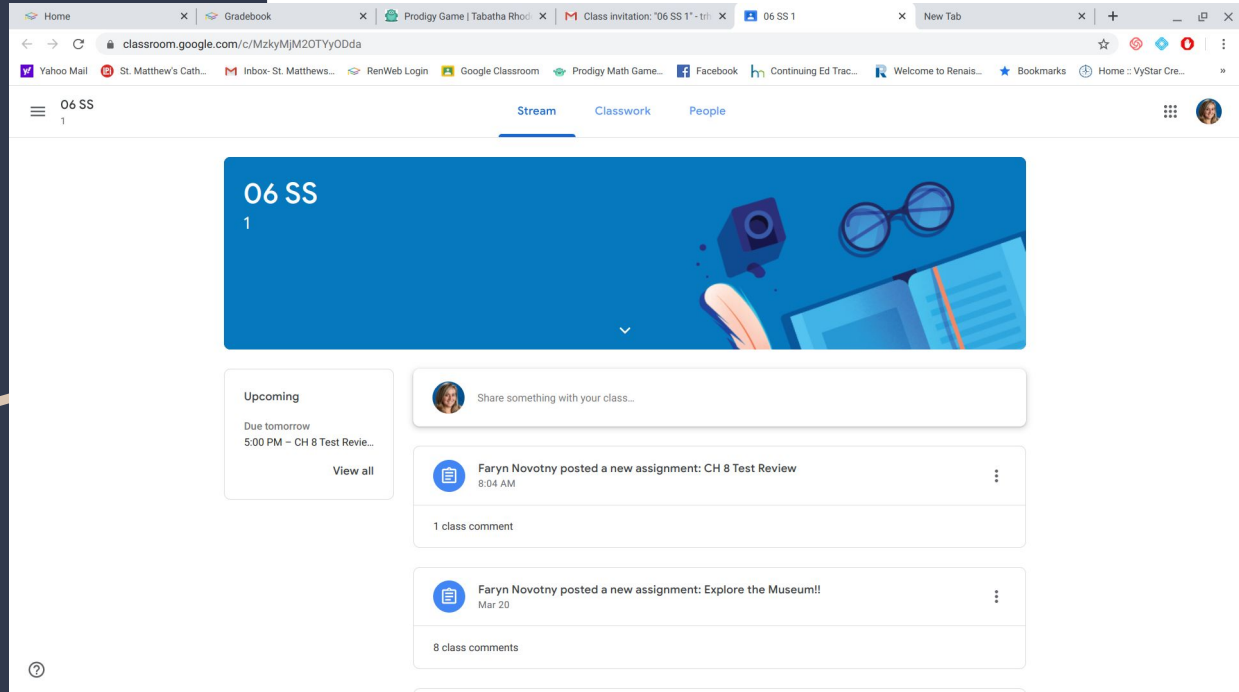 Home
Gradebook
Prodigy Game | Tabatha Rhod
Class invitation: "06 SS 1" - trh
06 SS 1
New Tab
classroom.google.com/c/MzkyMjM2OTYyODda
Yahoo Mail
St. Matthew's Cath...
Inbox- St. Matthews...
RenWeb Login
Google Classroom
Prodigy Math Game...
Facebook
Continuing Ed Trac...
Welcome to Renais...
Bookmarks
Home :: VyStar Cre...
06 SS
1
Stream
Classwork
People
06 SS
1
Upcoming
Due tomorrow
5:00 PM – CH 8 Test Revie...
View all
Share something with your class...
Faryn Novotny posted a new assignment: CH 8 Test Review
8:04 AM
1 class comment
Faryn Novotny posted a new assignment: Explore the Museum!!
Mar 20
8 class comments